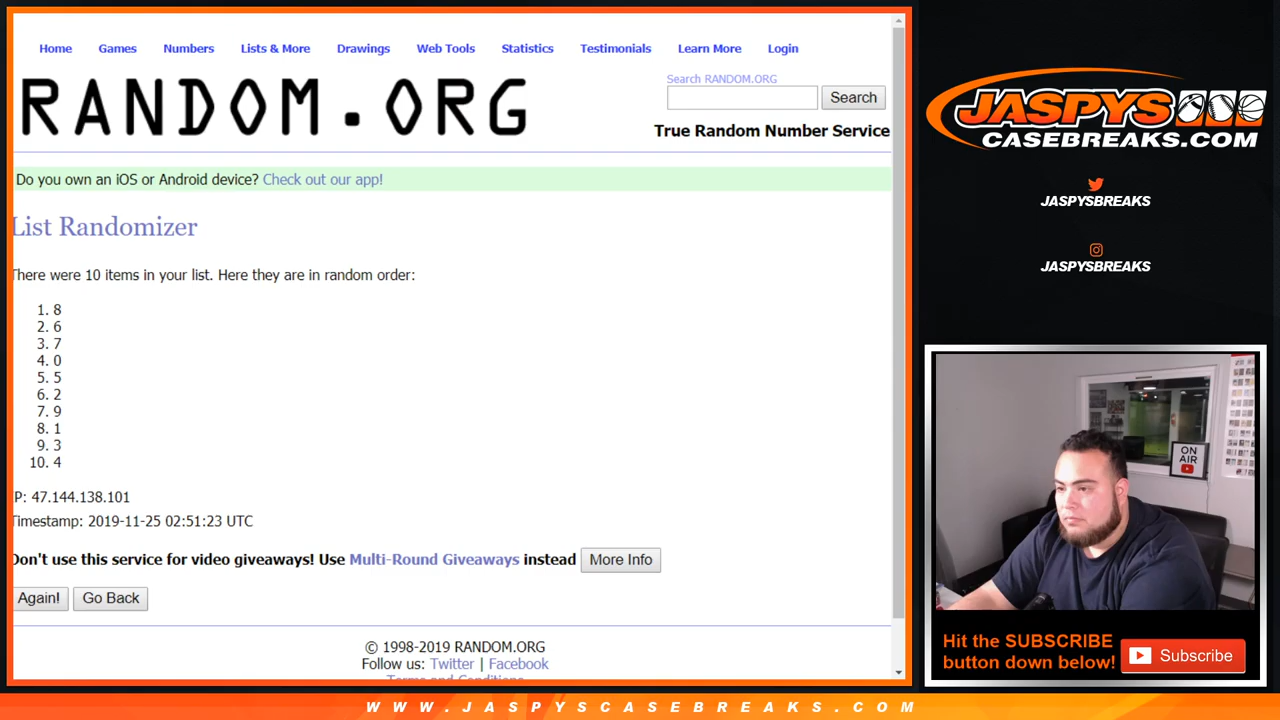 Home Games Numbers Lists & More Drawings Web Tools Statistics Testimonials Learn More Login
RANDOM.ORG
Search RANDOM.ORG
Search
True Random Number Service
Do you own an iOS or Android device? Check out our app!
List Randomizer
There were 10 items in your list. Here they are in random order:
1. 8
2. 6
3. 7
4. 0
5. 5
6. 2
7. 9
8. 1
9. 3
10. 4
IP: 47.144.138.101
Timestamp: 2019-11-25 02:51:23 UTC
Don't use this service for video giveaways! Use Multi-Round Giveaways instead More Info
Again! Go Back
© 1998-2019 RANDOM.ORG
Follow us: Twitter | Facebook
Terms and Conditions
JASPYS
CASEBREAKS.COM
JASPYSBREAKS
JASPYSBREAKS
ON
AIR
Hit the SUBSCRIBE
button down below!
Subscribe
WWW.JASPYSCASEBREAKS.COM